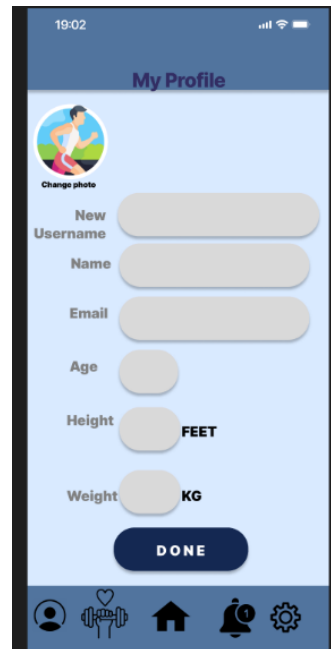 19:02
My Profile
Change photo
New
Username
Name
Email
Age
Height
FEET
Weight
KG
DONE
1